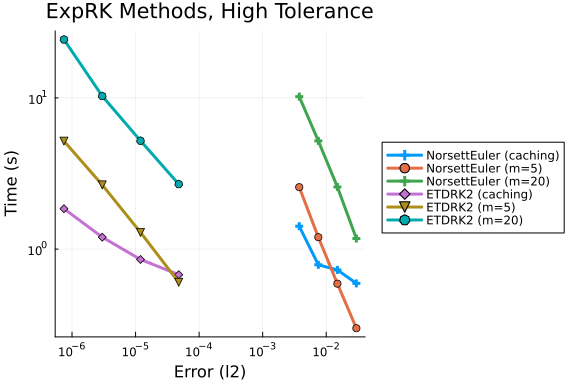 ExpRK Methods, High Tolerance
Time (s)
10¹
10⁰
10⁻⁶ 10⁻⁵ 10⁻⁴ 10⁻³ 10⁻²
Error (l2)
NorsettEuler (caching)
NorsettEuler (m=5)
NorsettEuler (m=20)
ETDRK2 (caching)
ETDRK2 (m=5)
ETDRK2 (m=20)